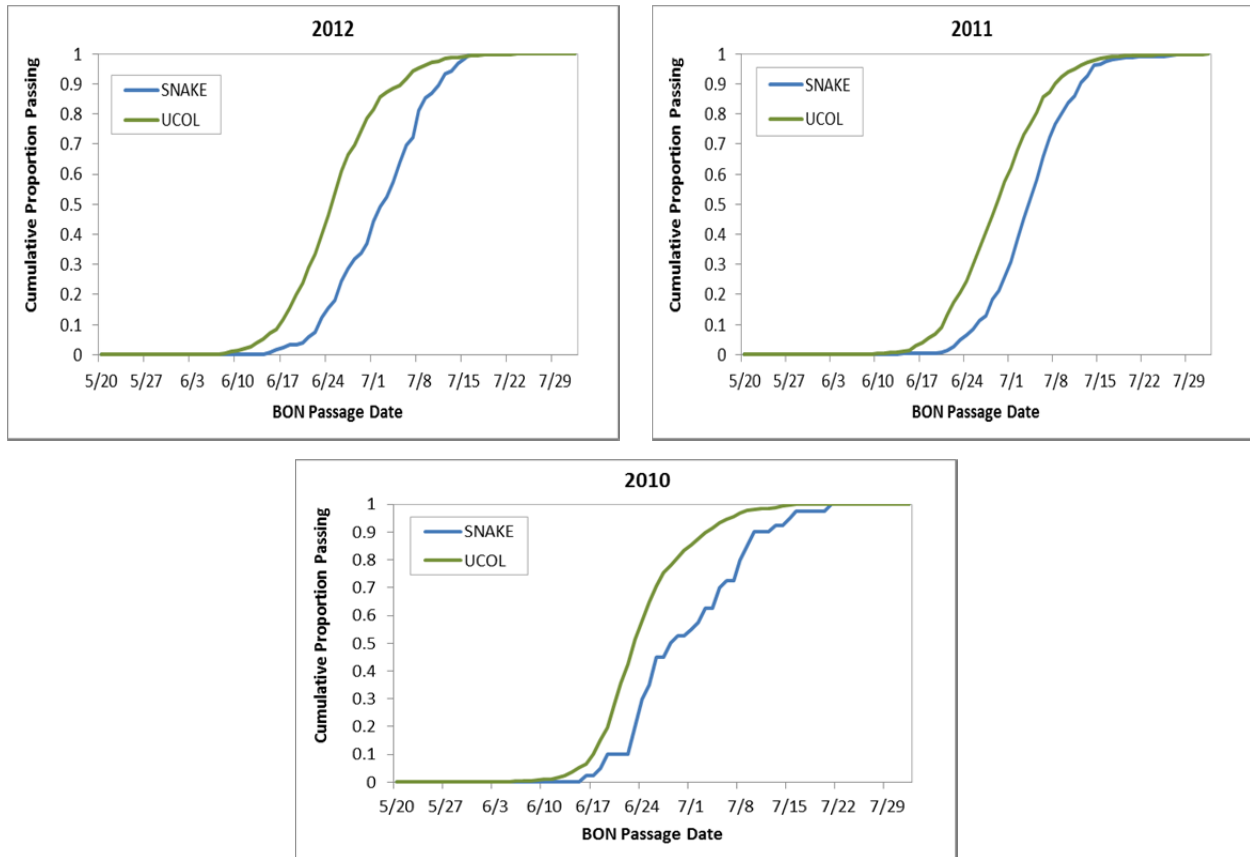 2012
Cumulative Proportion Passing
1
0.9
0.8
0.7
0.6
0.5
0.4
0.3
0.2
0.1
0
SNAKE
UCOL
5/20 5/27 6/3 6/10 6/17 6/24 7/1 7/8 7/15 7/22 7/29
BON Passage Date
2011
Cumulative Proportion Passing
1
0.9
0.8
0.7
0.6
0.5
0.4
0.3
0.2
0.1
0
SNAKE
UCOL
5/20 5/27 6/3 6/10 6/17 6/24 7/1 7/8 7/15 7/22 7/29
BON Passage Date
2010
Cumulative Proportion Passing
1
0.9
0.8
0.7
0.6
0.5
0.4
0.3
0.2
0.1
0
SNAKE
UCOL
5/20 5/27 6/3 6/10 6/17 6/24 7/1 7/8 7/15 7/22 7/29
BON Passage Date